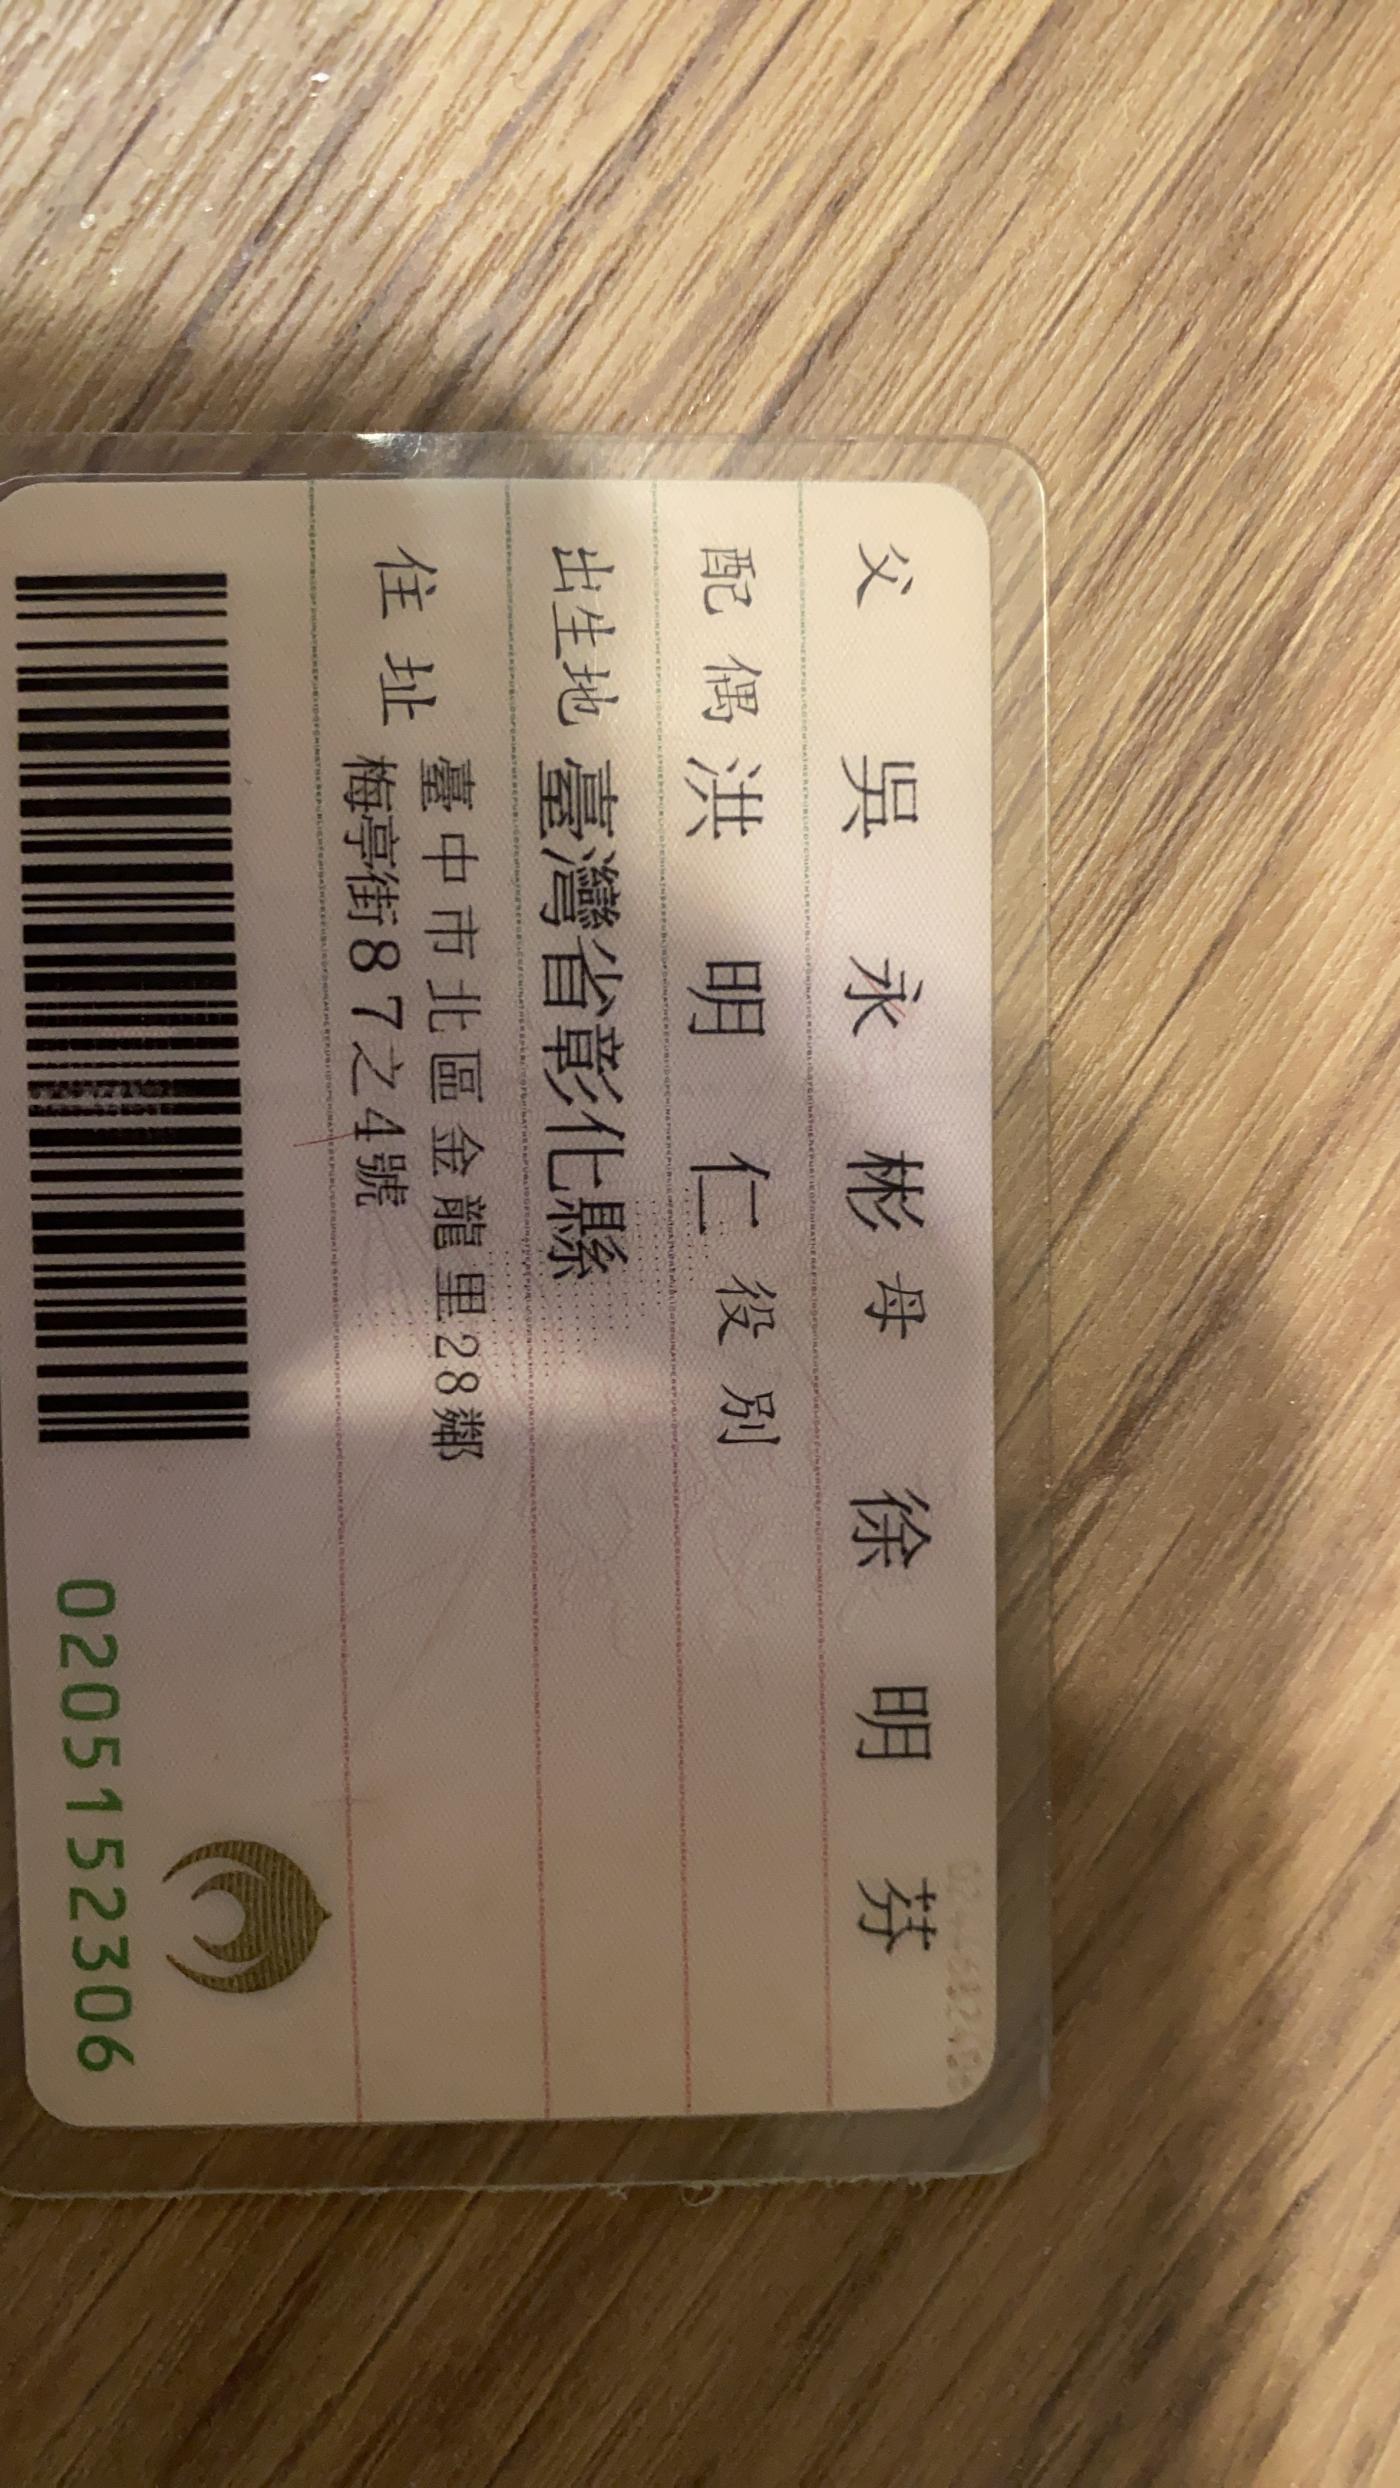 父 吳永彬 母 徐明芬
配偶 洪明仁 役別
出生地 臺灣省彰化縣
住址 臺中市北區金龍里28鄰
梅亭街87之4號
0205152306